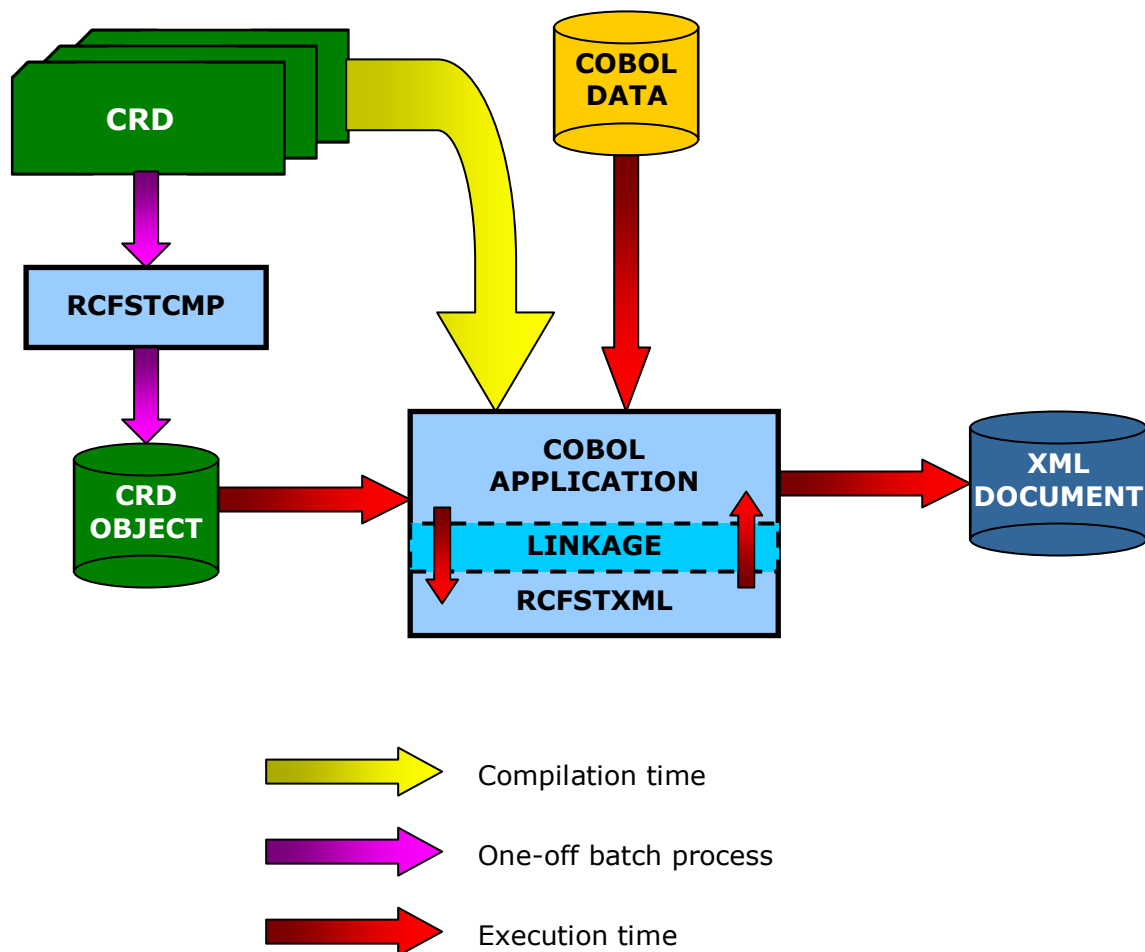 CRD
COBOL
DATA
RCFSTCMP
CRD
OBJECT
COBOL
APPLICATION
LINKAGE
RCFSTXML
XML
DOCUMENT
Compilation time
One-off batch process
Execution time